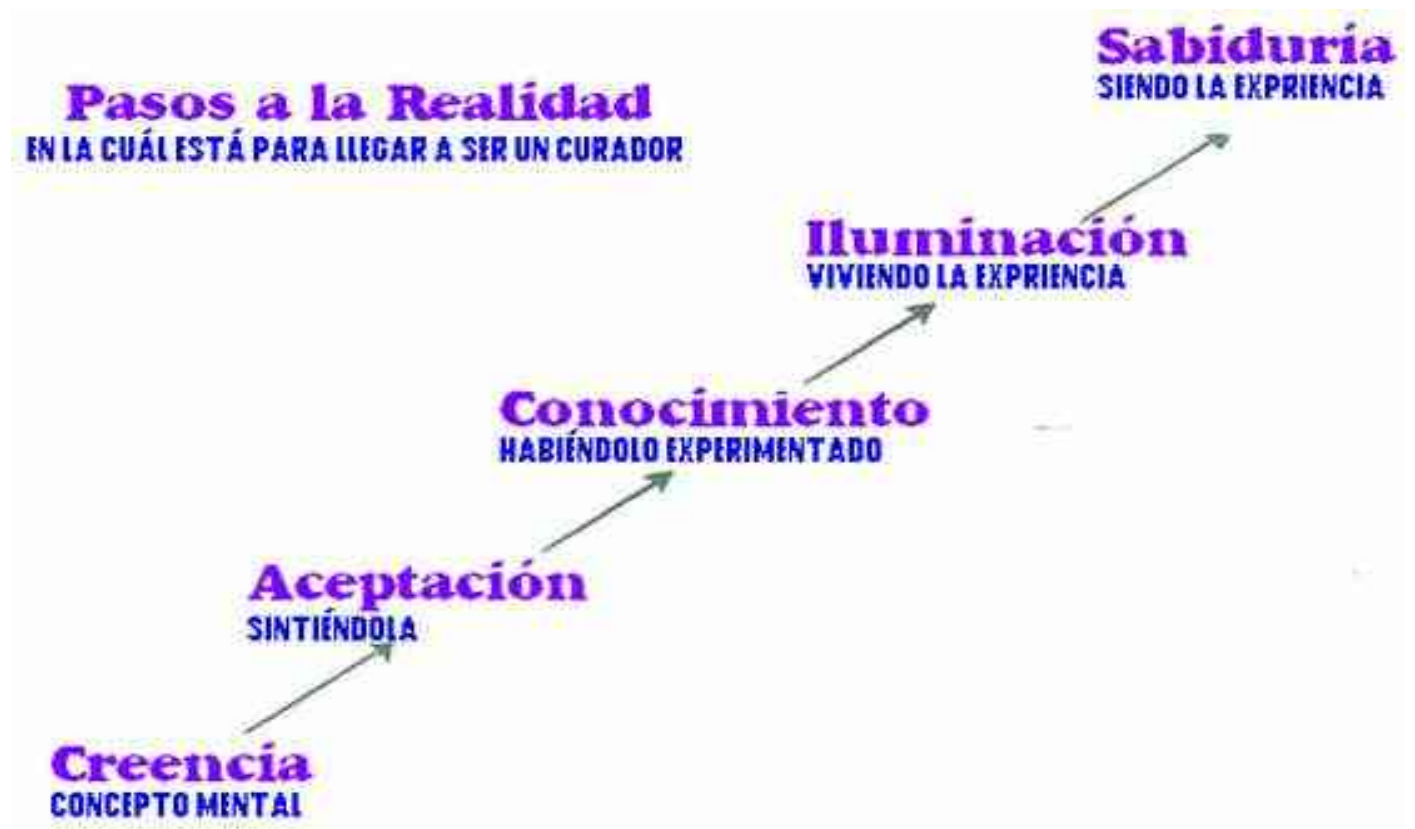 Sabiduría
SIENDO LA EXPRIENCIA
Pasos a la Realidad
EN LA CUÁL ESTÁ PARA LLEGAR A SER UN CURADOR
Iluminación
VIVIENDO LA EXPRIENCIA
Conocimiento
HABIÉNDOLO EXPERIMENTADO
Aceptación
SINTIÉNDOLA
Creencia
CONCEPTO MENTAL